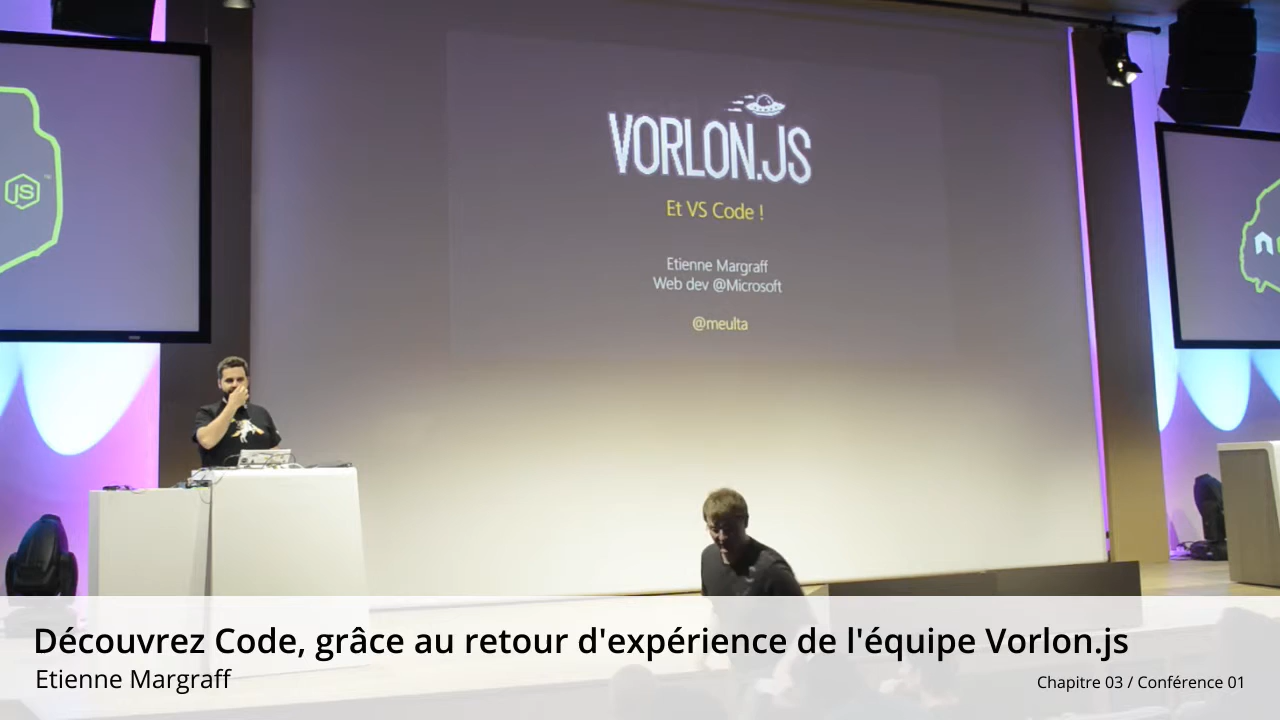 VORLON.JS
Et VS Code !
Etienne Margraff
Web dev @Microsoft
@meulta
JS
Découvrez Code, grâce au retour d'expérience de l'équipe Vorlon.js
Etienne Margraff
Chapitre 03 / Conférence 01